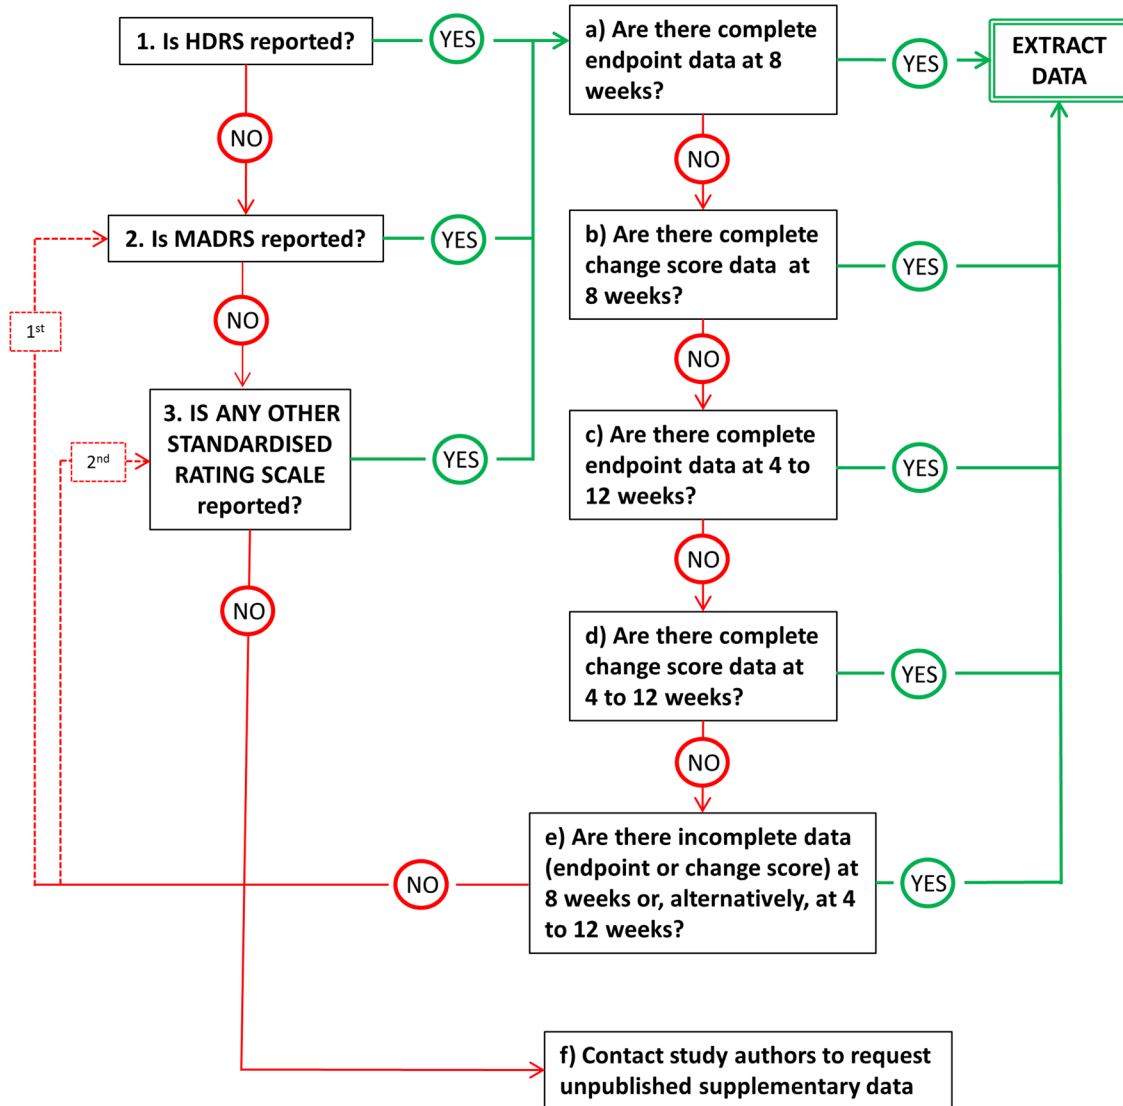 1. Is HDRS reported?
YES
a) Are there complete
endpoint data at 8
weeks?
YES
EXTRACT
DATA
NO
NO
2. Is MADRS reported?
YES
b) Are there complete
change score data  at
8 weeks?
YES
1st
NO
NO
3. IS ANY OTHER
STANDARDISED
RATING SCALE
reported?
2nd
YES
c) Are there complete
endpoint data at 4 to
12 weeks?
YES
NO
NO
d) Are there complete
change score data at
4 to 12 weeks?
YES
NO
e) Are there incomplete data
(endpoint or change score) at
8 weeks or, alternatively, at 4
to 12 weeks?
NO
YES
f) Contact study authors to request
unpublished supplementary data